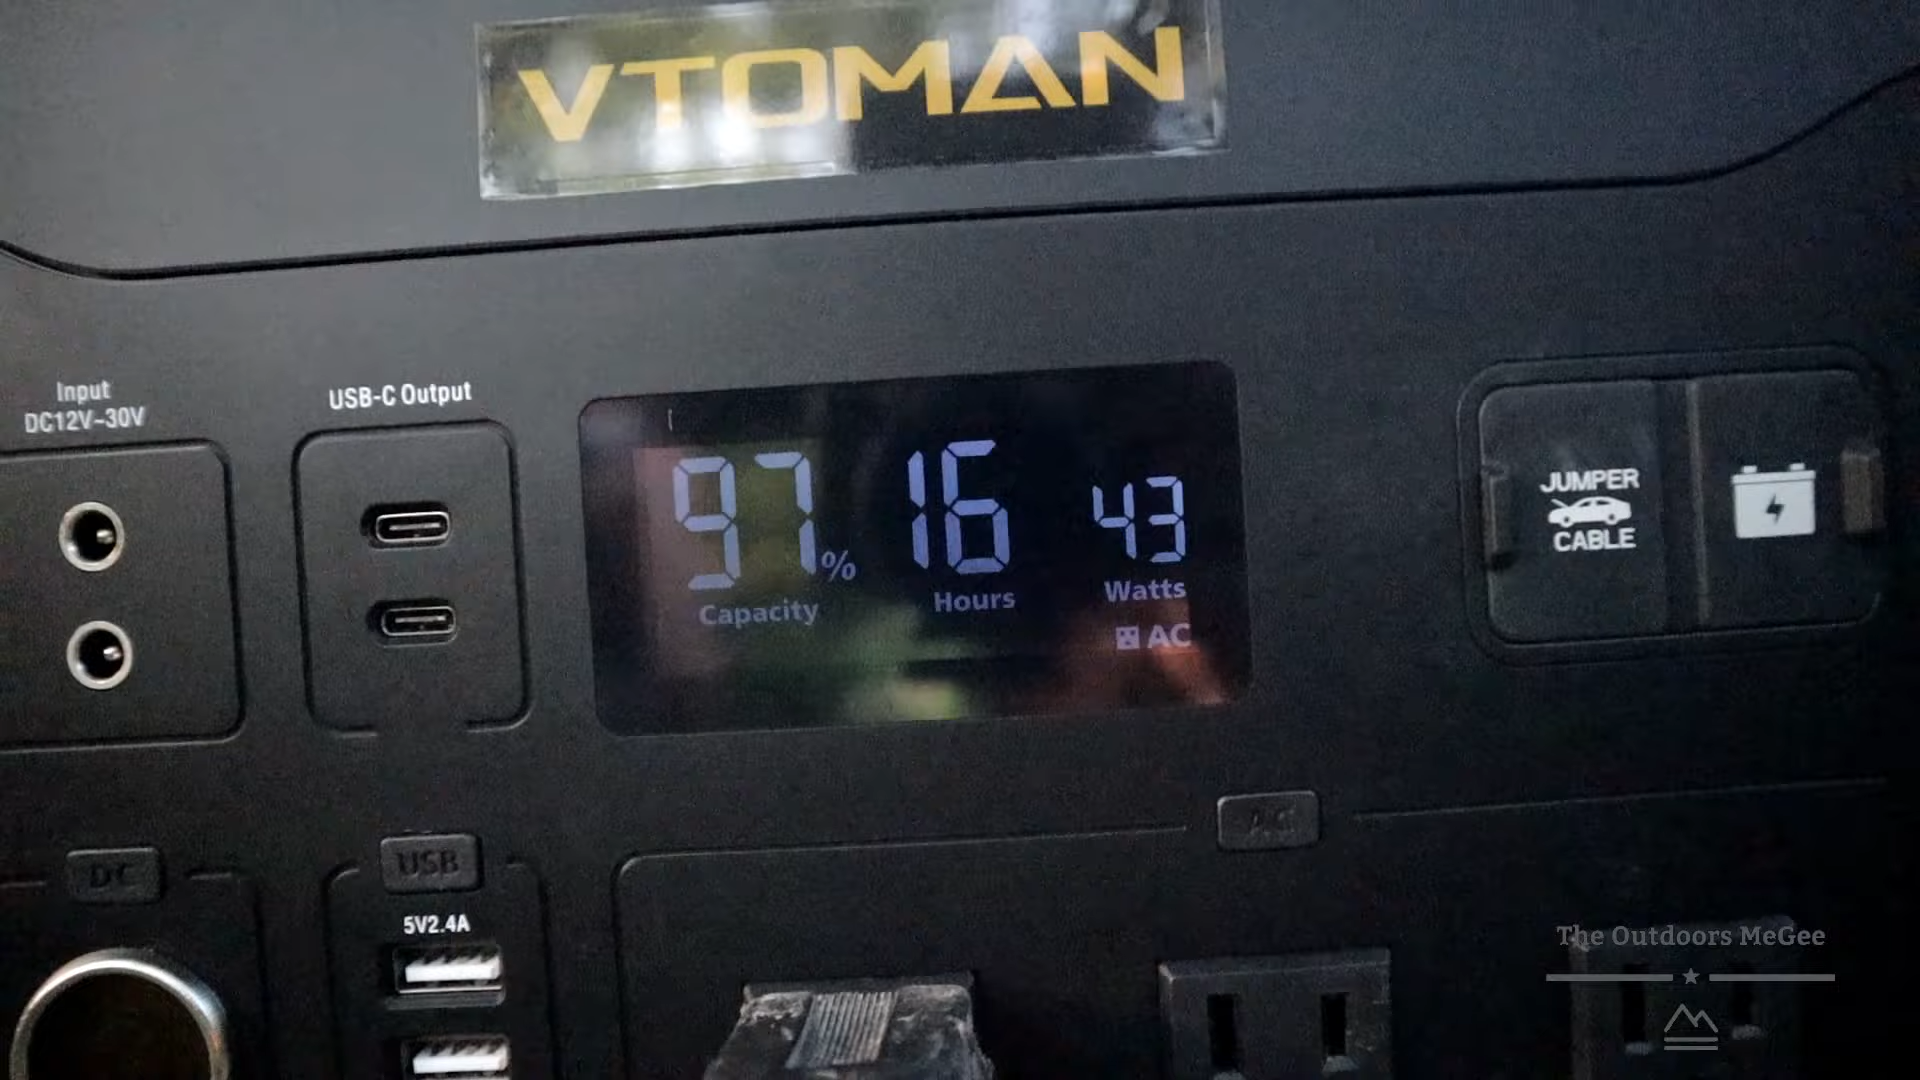 VTOMAN
Input
DC12V-30V
USB-C Output
97%
Capacity
16
Hours
43
Watts
AC
JUMPER
CABLE
DC
USB
5V2.4A
AC
The Outdoors MeGee